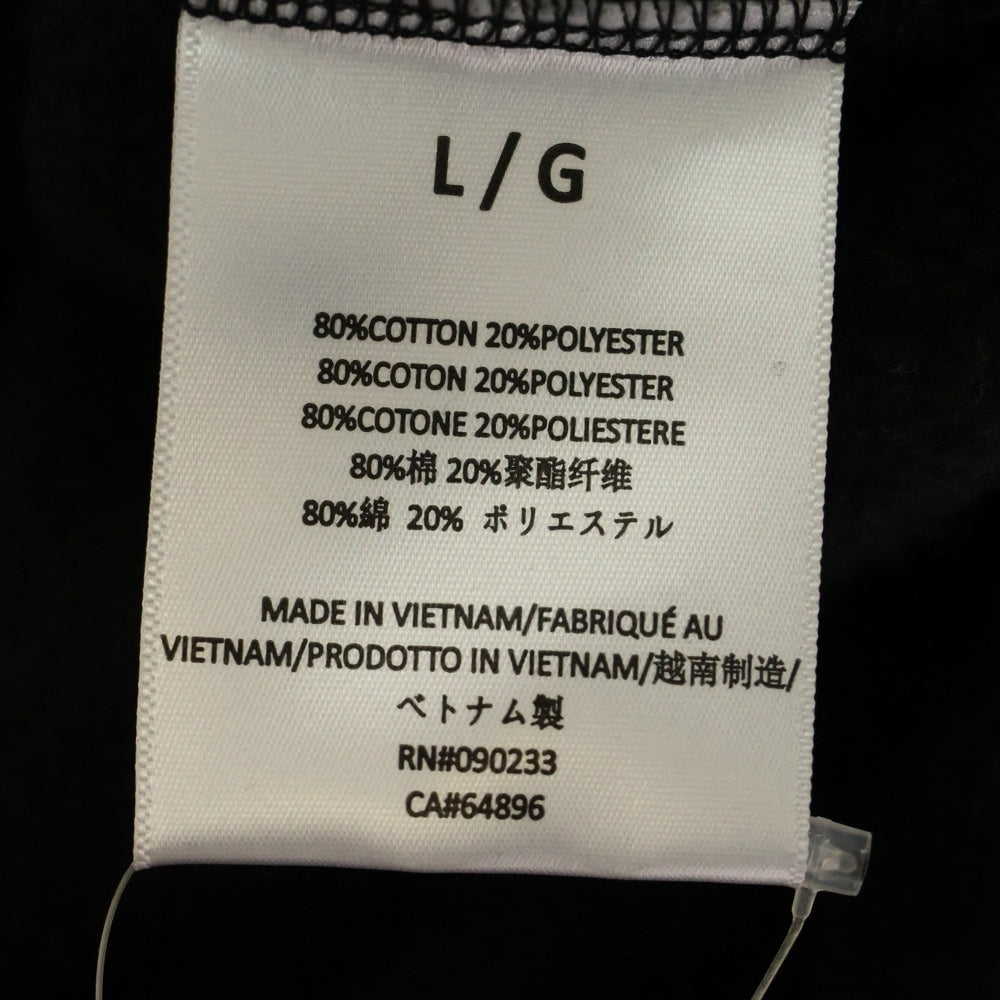 L / G
80%COTTON 20%POLYESTER
80%COTON 20%POLYESTER
80%COTONE 20%POLIESTERE
80%棉 20%聚酯纤维
80%綿 20% ポリエステル
MADE IN VIETNAM/FABRIQUÉ AU
VIETNAM/PRODOTTO IN VIETNAM/越南制造/
ベトナム製
RN#090233
CA#64896